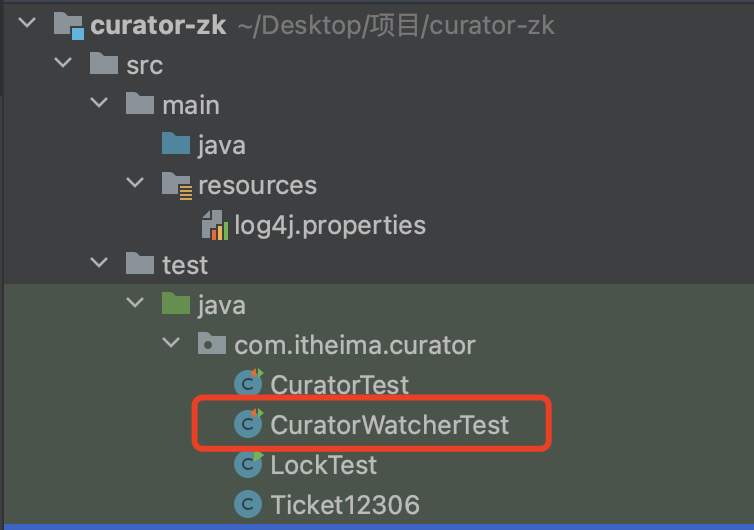 curator-zk ~/Desktop/项目/curator-zk
src
main
java
resources
log4j.properties
test
java
com.itheima.curator
CuratorTest
CuratorWatcherTest
LockTest
Ticket12306